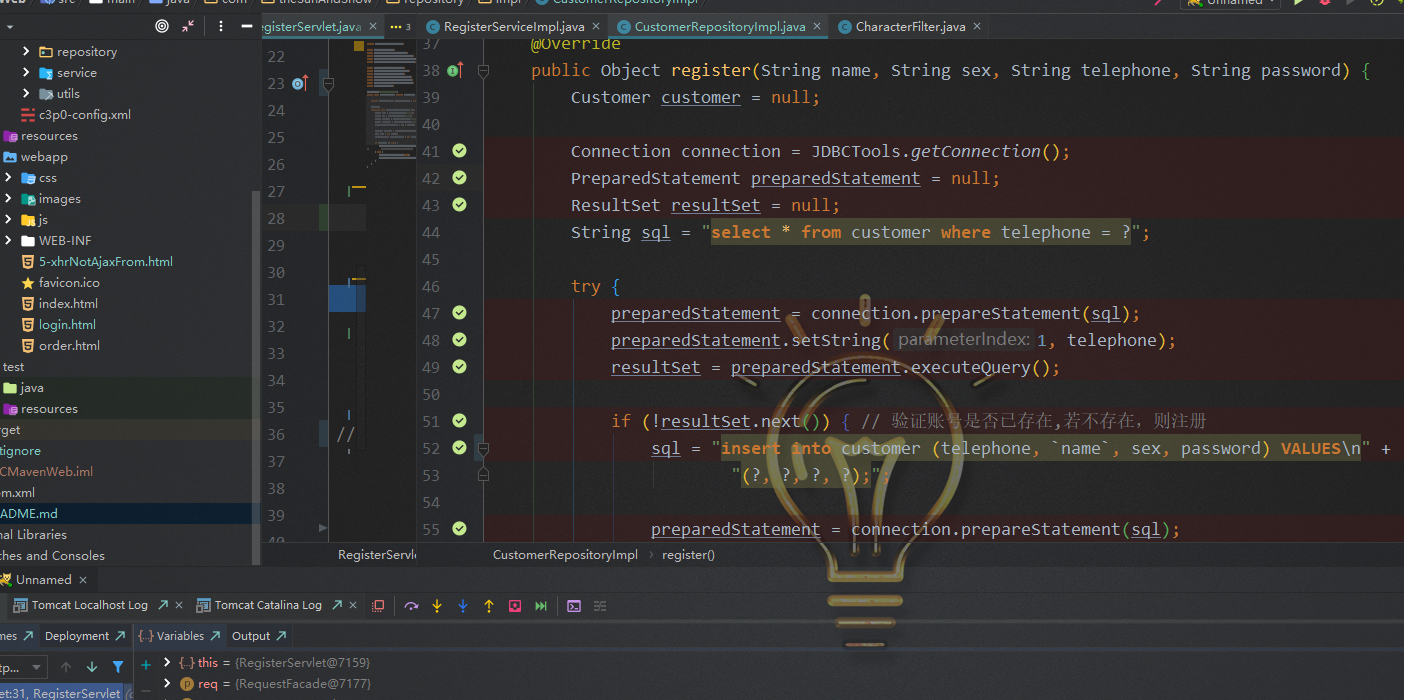 Web
src
main
java
com
theSanAndShow
repository
impl
CustomerRepositoryImpl
Unnamed
egisterServlet.java
3
RegisterServiceImpl.java
CustomerRepositoryImpl.java
CharacterFilter.java
repository
service
utils
c3p0-config.xml
resources
webapp
css
images
js
WEB-INF
5-xhrNotAjaxFrom.html
favicon.ico
index.html
login.html
order.html
test
java
resources
rget
tignore
CMavenWeb.iml
om.xml
ADME.md
nal Libraries
ches and Consoles
22
23
24
25
26
27
28
29
30
31
32
33
34
35
36 //
37
38
39
40
37 @Override
38 public Object register(String name, String sex, String telephone, String password) {
39 Customer customer = null;
40
41 Connection connection = JDBCTools.getConnection();
42 PreparedStatement preparedStatement = null;
43 ResultSet resultSet = null;
44 String sql = "select * from customer where telephone = ?";
45
46 try {
47 preparedStatement = connection.prepareStatement(sql);
48 preparedStatement.setString( parameterIndex: 1, telephone);
49 resultSet = preparedStatement.executeQuery();
50
51 if (!resultSet.next()) { // 验证账号是否已存在,若不存在，则注册
52 sql = "insert into customer (telephone, `name`, sex, password) VALUES\n" +
53 "(?, ?, ?, ?);";
54
55 preparedStatement = connection.prepareStatement(sql);
RegisterServle
CustomerRepositoryImpl › register()
Unnamed
Tomcat Localhost Log
Tomcat Catalina Log
mes
Deployment
Variables
Output
tp...
this = {RegisterServlet@7159}
req = {RequestFacade@7177}
et:31, RegisterServlet